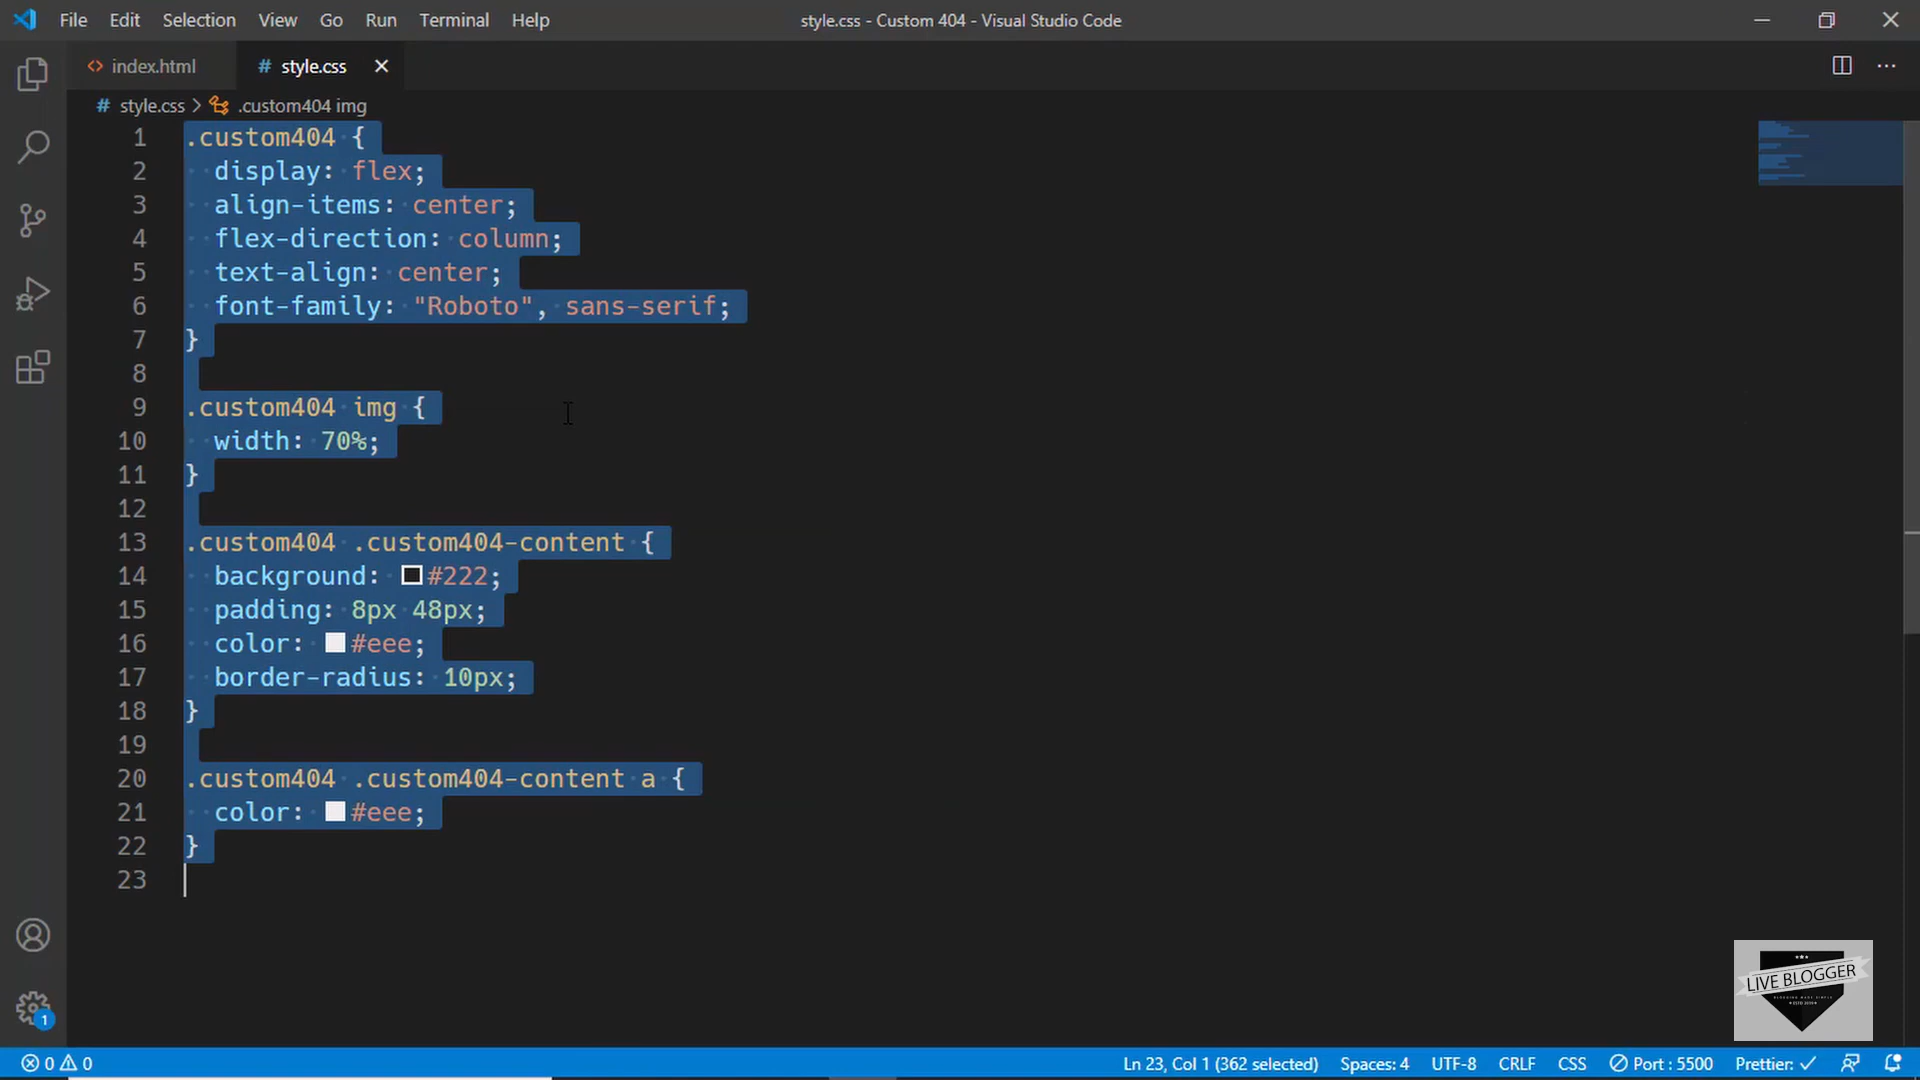 File Edit Selection View Go Run Terminal Help
style.css - Custom 404 - Visual Studio Code
index.html
# style.css
# style.css > .custom404 img
1 .custom404 {
2 display: flex;
3 align-items: center;
4 flex-direction: column;
5 text-align: center;
6 font-family: "Roboto", sans-serif;
7 }
8
9 .custom404 img {
10 width: 70%;
11 }
12
13 .custom404 .custom404-content {
14 background: #222;
15 padding: 8px 48px;
16 color: #eee;
17 border-radius: 10px;
18 }
19
20 .custom404 .custom404-content a {
21 color: #eee;
22 }
23
LIVE BLOGGER
1
0 0 Ln 23, Col 1 (362 selected) Spaces: 4 UTF-8 CRLF CSS Port : 5500 Prettier: ✓